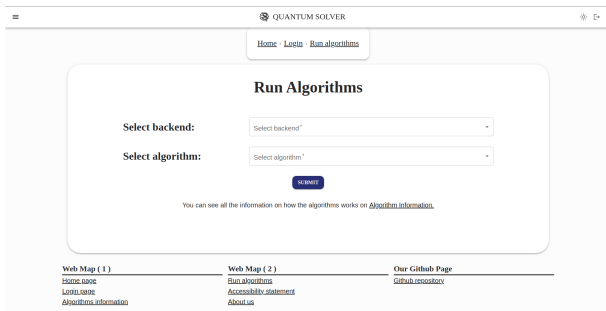 QUANTUM SOLVER
Home · Login · Run algorithms
Run Algorithms
Select backend:
Select backend *
Select algorithm:
Select algorithm *
SUBMIT
You can see all the information on how the algorithms works on Algorithm Information.
Web Map ( 1 )
Home page
Login page
Algorithms information
Web Map ( 2 )
Run algorithms
Accessibility statement
About us
Our Github Page
Github repository